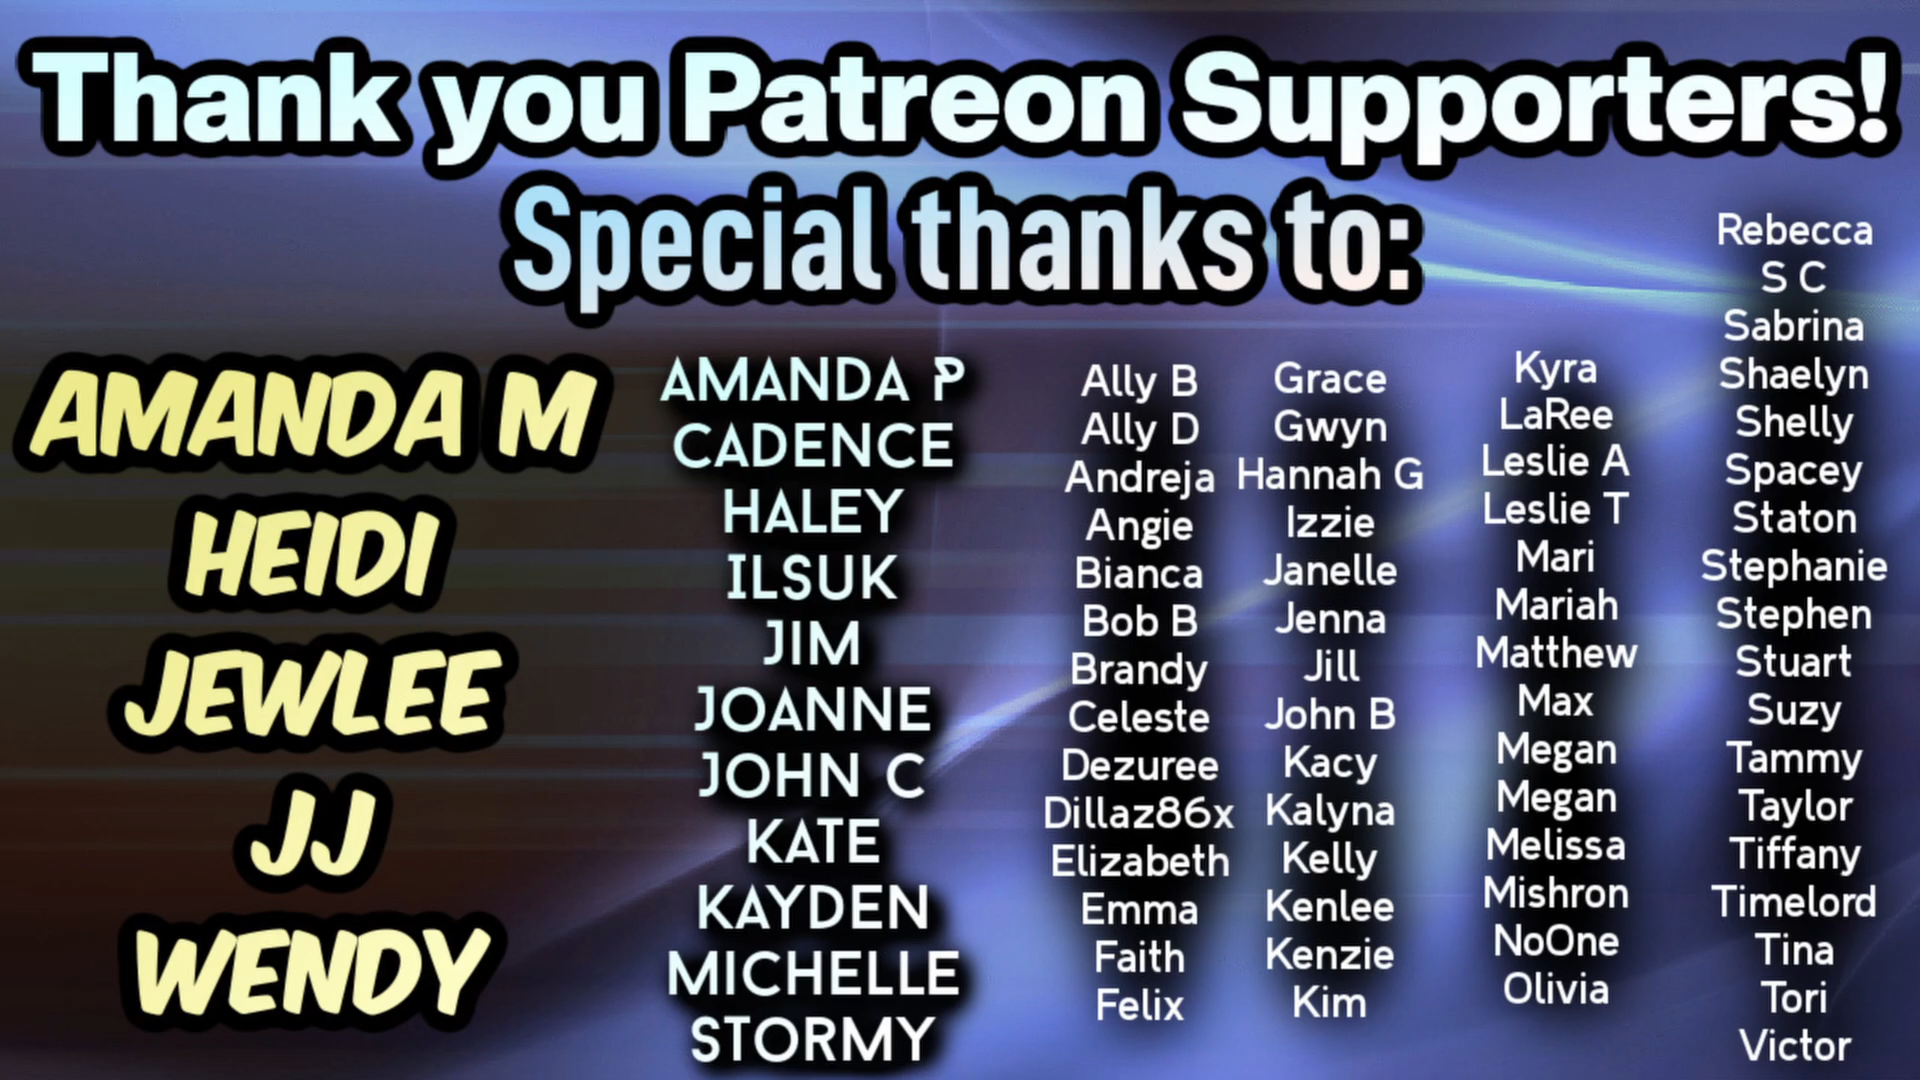 Thank you Patreon Supporters!
Special thanks to:
AMANDA M
HEIDI
JEWLEE
JJ
WENDY
AMANDA P
CADENCE
HALEY
ILSUK
JIM
JOANNE
JOHN C
KATE
KAYDEN
MICHELLE
STORMY
Ally B
Ally D
Andreja
Angie
Bianca
Bob B
Brandy
Celeste
Dezuree
Dillaz86x
Elizabeth
Emma
Faith
Felix
Grace
Gwyn
Hannah G
Izzie
Janelle
Jenna
Jill
John B
Kacy
Kalyna
Kelly
Kenlee
Kenzie
Kim
Kyra
LaRee
Leslie A
Leslie T
Mari
Mariah
Matthew
Max
Megan
Megan
Melissa
Mishron
NoOne
Olivia
Rebecca
S C
Sabrina
Shaelyn
Shelly
Spacey
Staton
Stephanie
Stephen
Stuart
Suzy
Tammy
Taylor
Tiffany
Timelord
Tina
Tori
Victor